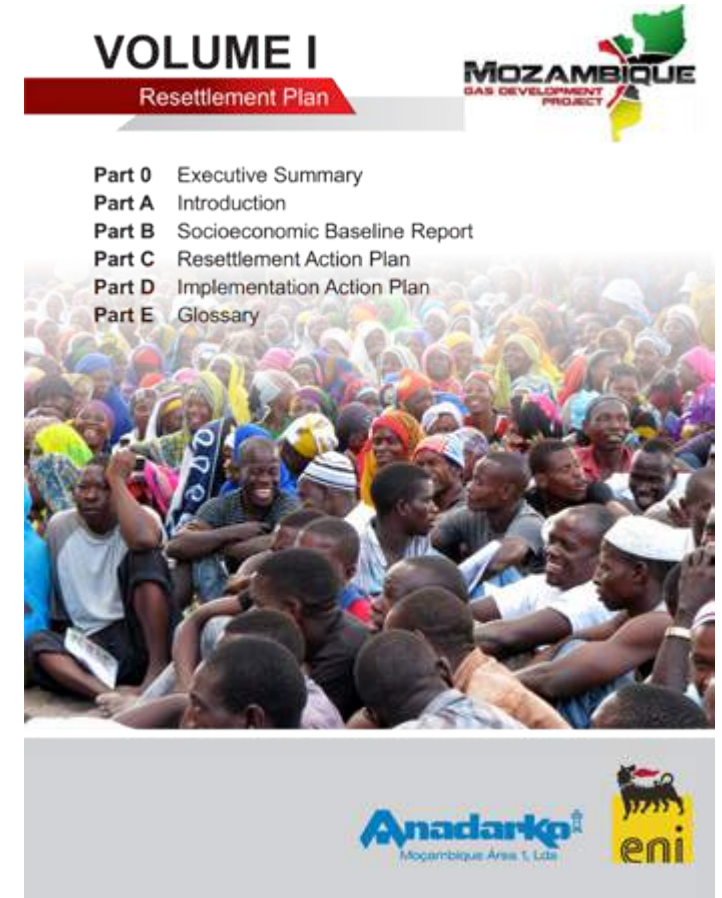 VOLUME I
Resettlement Plan
MOZAMBIQUE
GAS DEVELOPMENT
PROJECT
Part 0 Executive Summary
Part A Introduction
Part B Socioeconomic Baseline Report
Part C Resettlement Action Plan
Part D Implementation Action Plan
Part E Glossary
Anadarko
Moçambique Área 1, Lda
eni